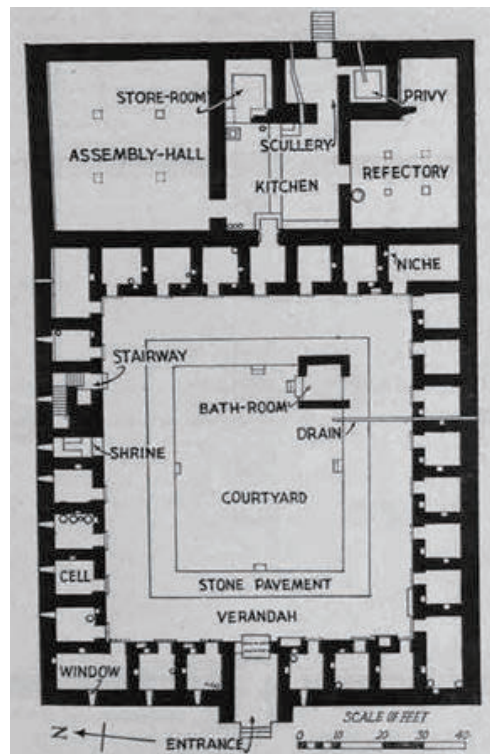 STORE-ROOM
PRIVY
SCULLERY
ASSEMBLY-HALL
REFECTORY
KITCHEN
NICHE
STAIRWAY
BATH-ROOM
DRAIN
SHRINE
COURTYARD
CELL
STONE PAVEMENT
VERANDAH
WINDOW
SCALE OF FEET
N
ENTRANCE
0 10 20 30 40